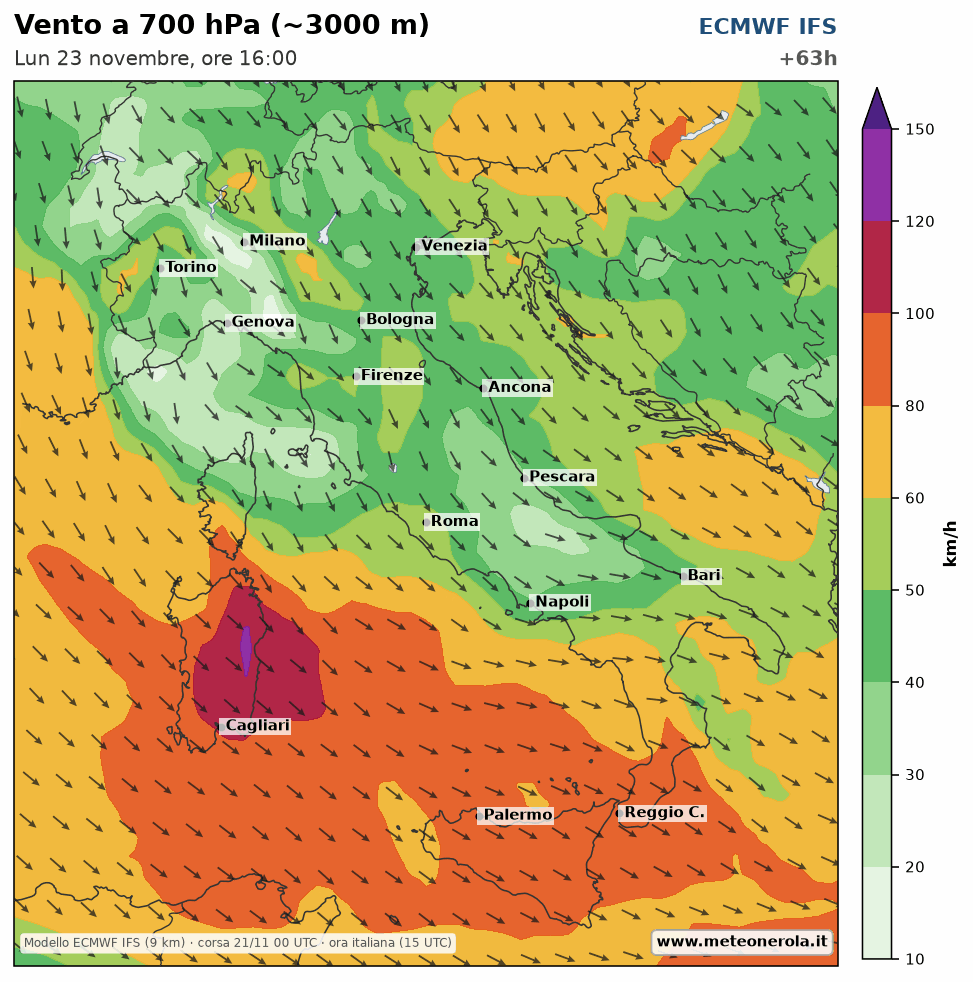 Vento a 700 hPa (~3000 m)
ECMWF IFS
Lun 23 novembre, ore 16:00
+63h
Milano
Venezia
Torino
Genova
Bologna
Firenze
Ancona
Pescara
Roma
Bari
Napoli
Cagliari
Palermo
Reggio C.
150
120
100
80
60
50
40
30
20
10
km/h
Modello ECMWF IFS (9 km) · corsa 21/11 00 UTC · ora italiana (15 UTC)
www.meteonerola.it